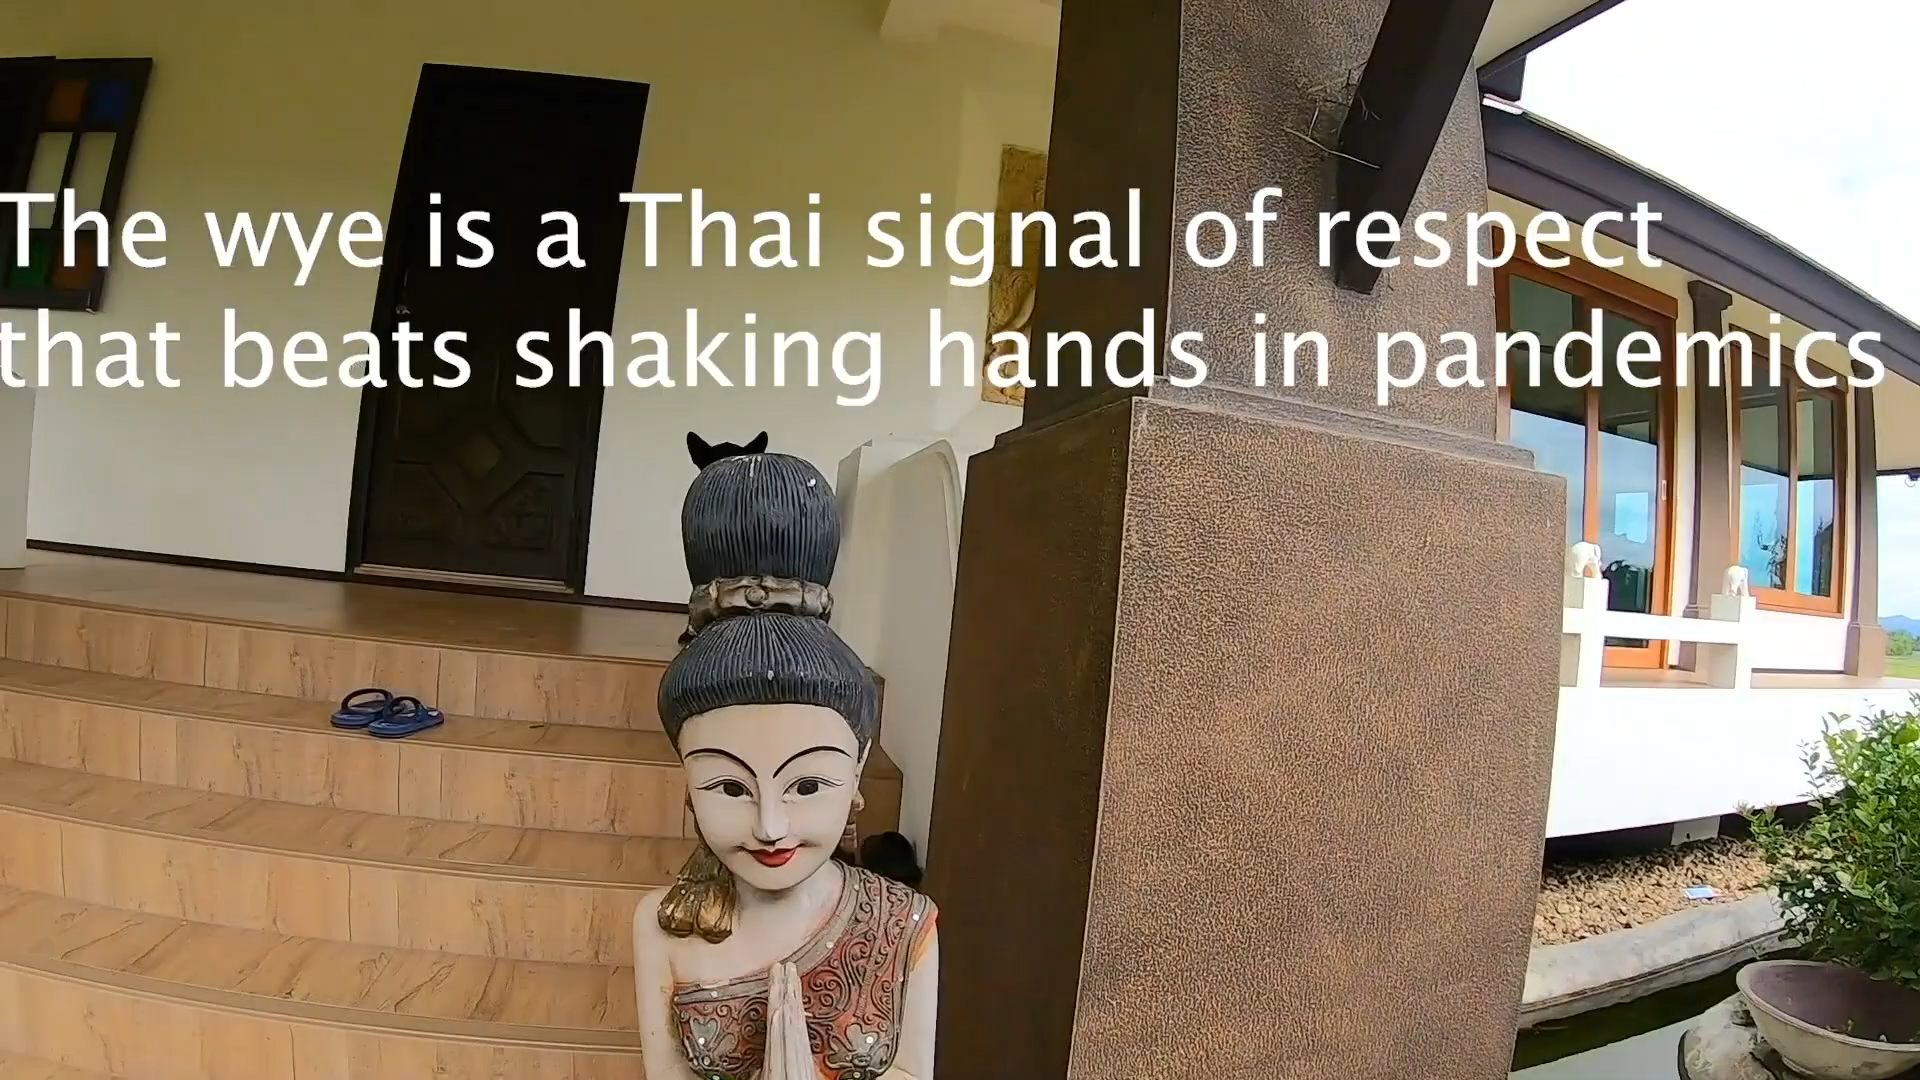 The wye is a Thai signal of respect
that beats shaking hands in pandemics